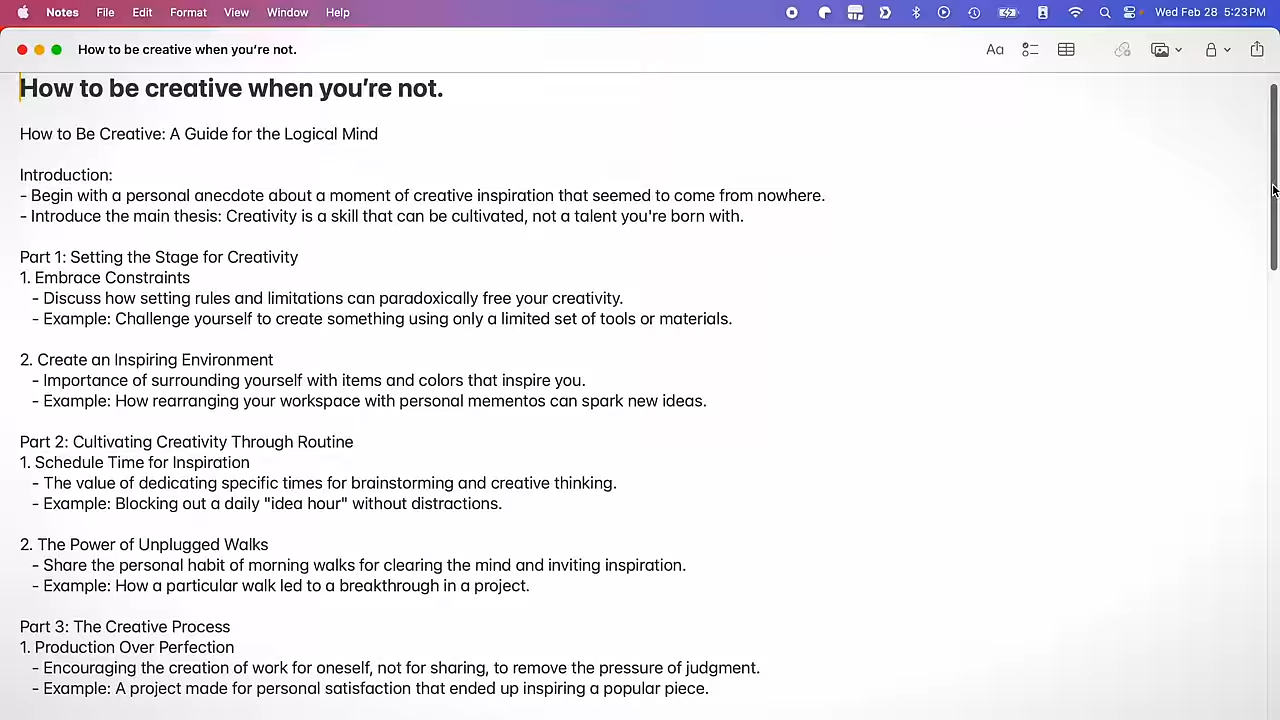 Notes File Edit Format View Window Help Wed Feb 28 5:23 PM
How to be creative when you're not.
Aa
How to be creative when you're not.
How to Be Creative: A Guide for the Logical Mind
Introduction:
- Begin with a personal anecdote about a moment of creative inspiration that seemed to come from nowhere.
- Introduce the main thesis: Creativity is a skill that can be cultivated, not a talent you're born with.
Part 1: Setting the Stage for Creativity
1. Embrace Constraints
- Discuss how setting rules and limitations can paradoxically free your creativity.
- Example: Challenge yourself to create something using only a limited set of tools or materials.
2. Create an Inspiring Environment
- Importance of surrounding yourself with items and colors that inspire you.
- Example: How rearranging your workspace with personal mementos can spark new ideas.
Part 2: Cultivating Creativity Through Routine
1. Schedule Time for Inspiration
- The value of dedicating specific times for brainstorming and creative thinking.
- Example: Blocking out a daily "idea hour" without distractions.
2. The Power of Unplugged Walks
- Share the personal habit of morning walks for clearing the mind and inviting inspiration.
- Example: How a particular walk led to a breakthrough in a project.
Part 3: The Creative Process
1. Production Over Perfection
- Encouraging the creation of work for oneself, not for sharing, to remove the pressure of judgment.
- Example: A project made for personal satisfaction that ended up inspiring a popular piece.